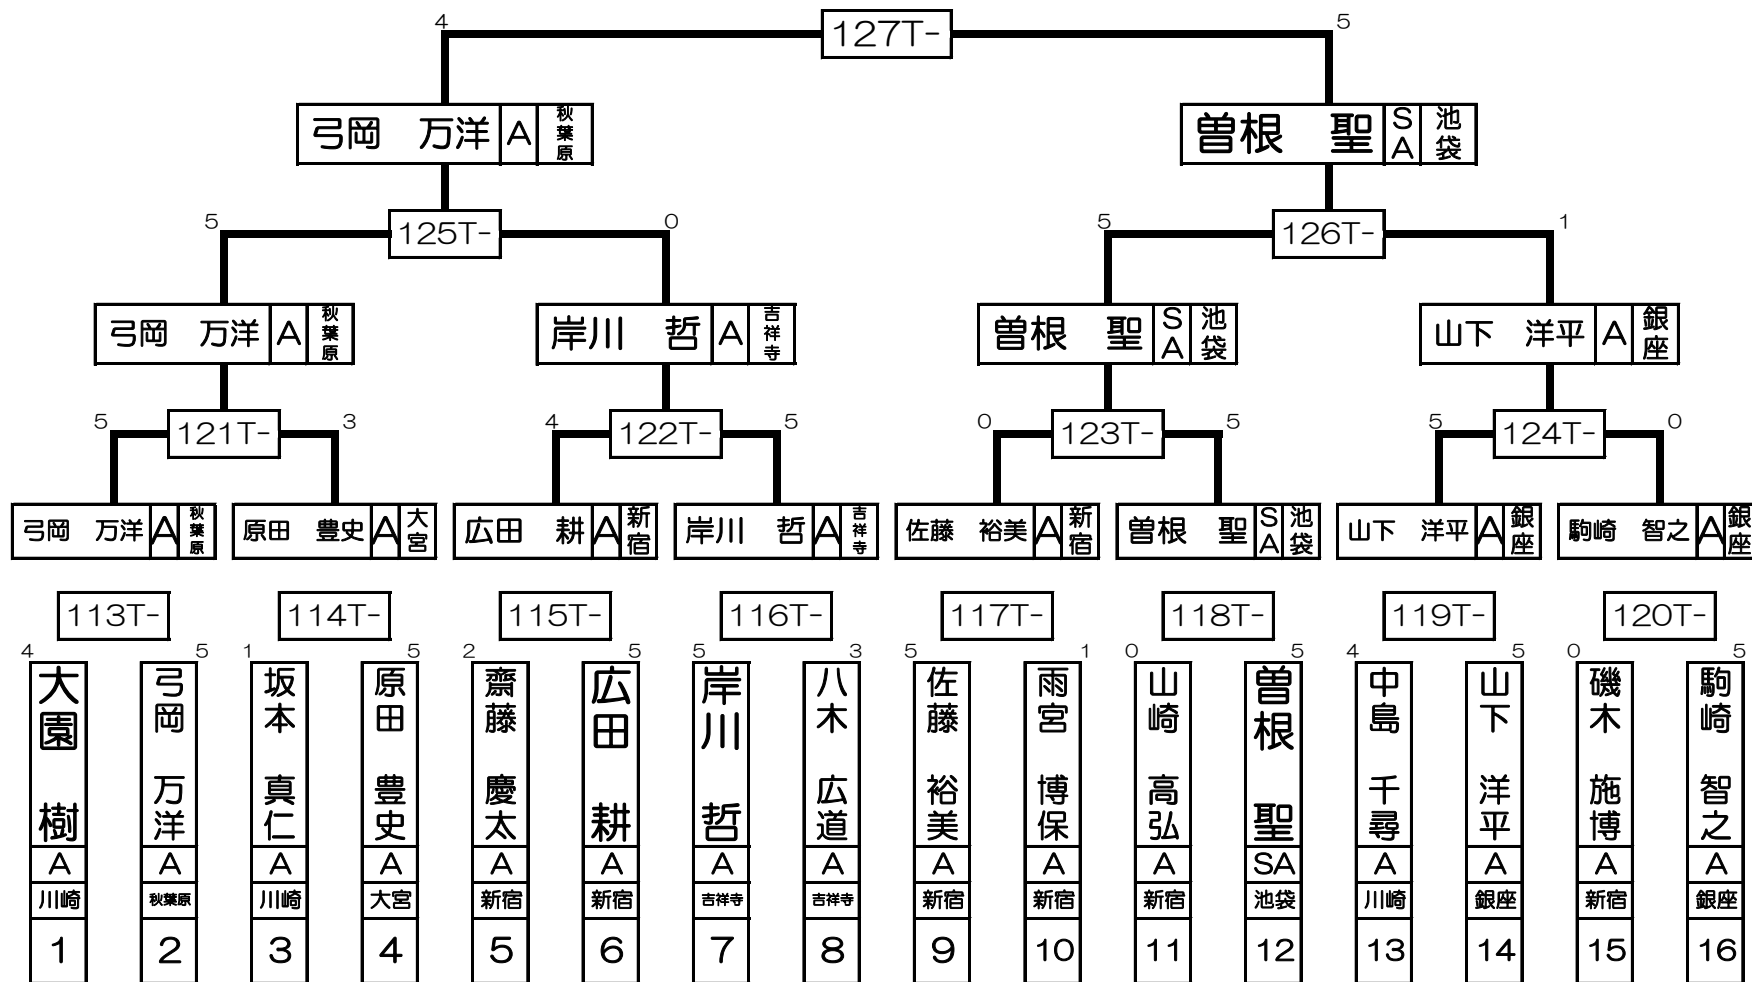 4 127T- 5
弓岡　万洋 A 秋葉原
曽根　聖 SA 池袋
5 125T- 0
5 126T- 1
弓岡　万洋 A 秋葉原
岸川　哲 A 吉祥寺
曽根　聖 SA 池袋
山下　洋平 A 銀座
5 121T- 3
4 122T- 5
0 123T- 5
5 124T- 0
弓岡　万洋 A 秋葉原
原田　豊史 A 大宮
広田　耕 A 新宿
岸川　哲 A 吉祥寺
佐藤　裕美 A 新宿
曽根　聖 SA 池袋
山下　洋平 A 銀座
駒崎　智之 A 銀座
113T- 114T- 115T- 116T- 117T- 118T- 119T- 120T-
4 5 1 5 2 5 5 3 5 1 0 5 4 5 0 5
大園　樹 A 川崎 1
弓岡　万洋 A 秋葉原 2
坂本　真仁 A 川崎 3
原田　豊史 A 大宮 4
齋藤　慶太 A 新宿 5
広田　耕 A 新宿 6
岸川　哲 A 吉祥寺 7
八木　広道 A 吉祥寺 8
佐藤　裕美 A 新宿 9
雨宮　博保 A 新宿 10
山崎　高弘 A 新宿 11
曽根　聖 SA 池袋 12
中島　千尋 A 川崎 13
山下　洋平 A 銀座 14
磯木　施博 A 新宿 15
駒崎　智之 A 銀座 16